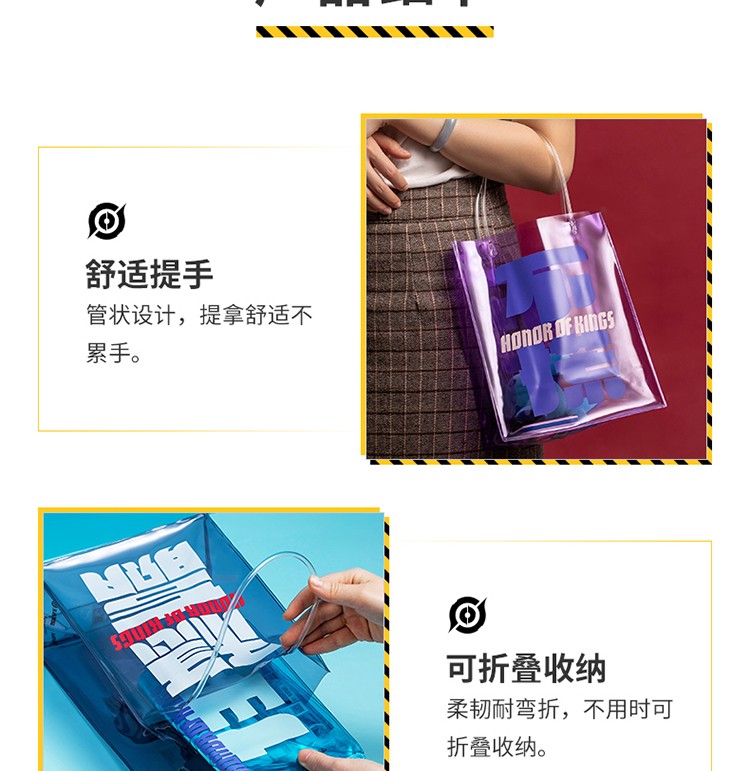 舒适提手
管状设计，提拿舒适不
累手。
HONOR OF KINGS
HONOR OF KINGS
可折叠收纳
柔韧耐弯折，不用时可
折叠收纳。